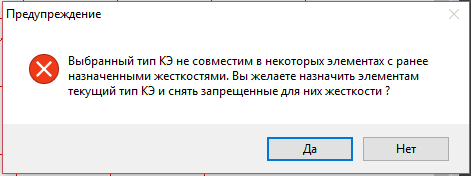 Предупреждение
Выбранный тип КЭ не совместим в некоторых элементах с ранее
назначенными жесткостями. Вы желаете назначить элементам
текущий тип КЭ и снять запрещенные для них жесткости ?
Да
Нет